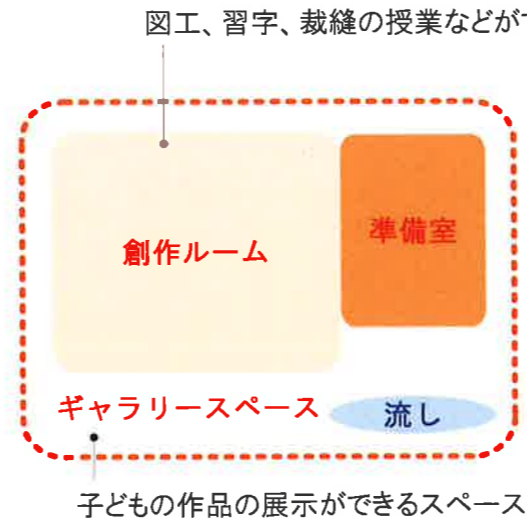 図工、習字、裁縫の授業などが
創作ルーム
準備室
ギャラリースペース
流し
子どもの作品の展示ができるスペース